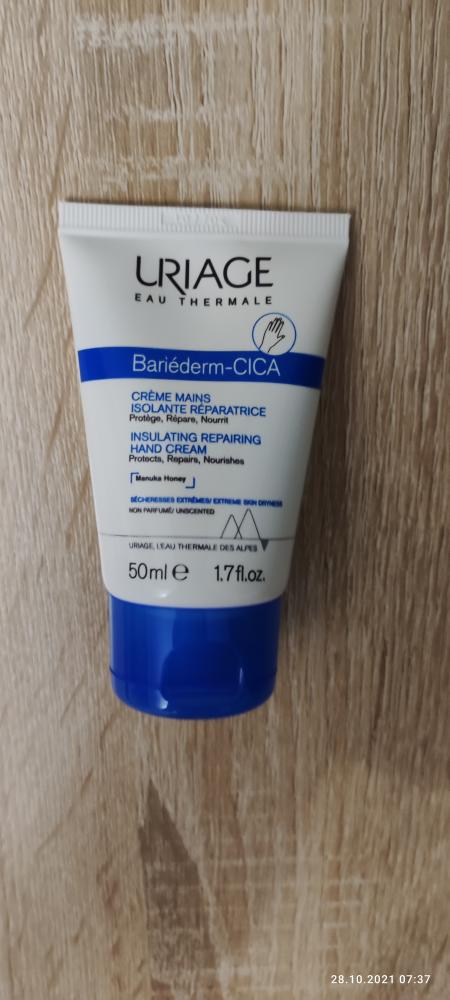 URIAGE
EAU THERMALE
Bariéderm-CICA
CRÈME MAINS
ISOLANTE RÉPARATRICE
Protège, Répare, Nourrit
INSULATING REPAIRING
HAND CREAM
Protects, Repairs, Nourishes
Manuka Honey
SÉCHERESSES EXTRÊMES/ EXTREME SKIN DRYNESS
NON PARFUMÉ/ UNSCENTED
URIAGE, L'EAU THERMALE DES ALPES
50ml e 1.7fl.oz.
28.10.2021 07:37